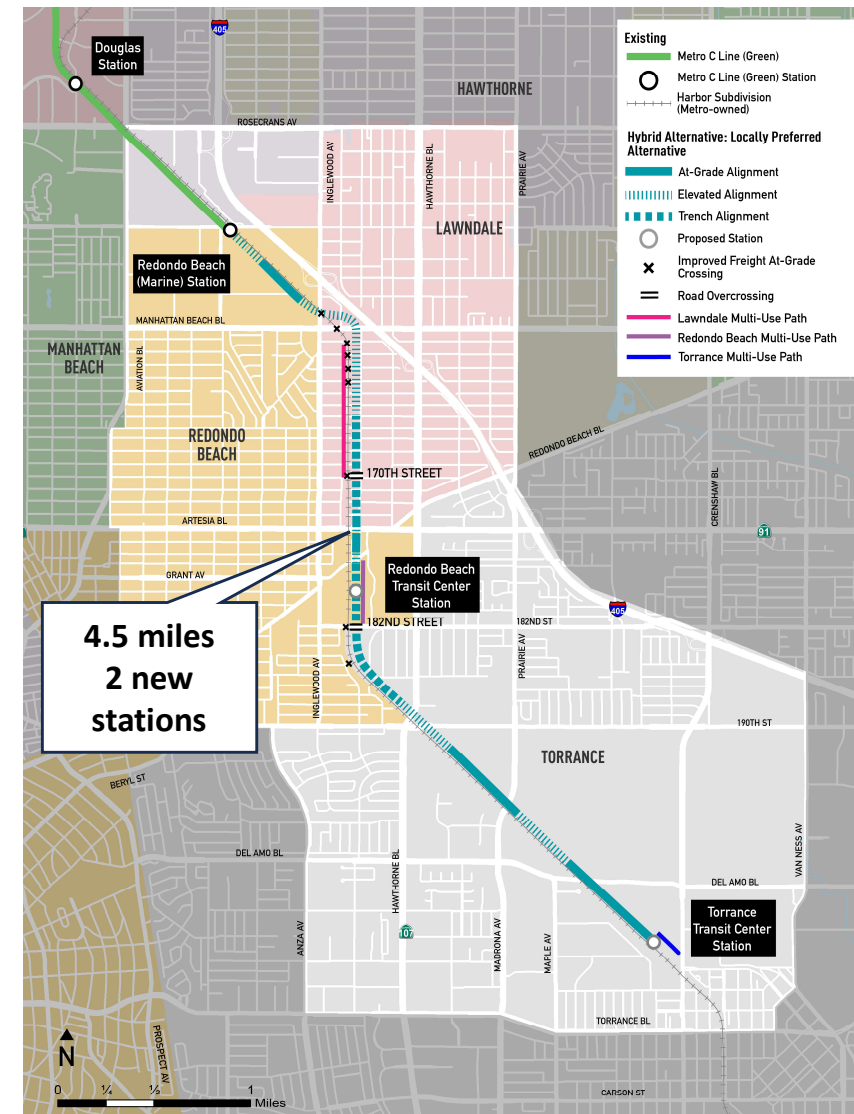 Douglas
Station
405
HAWTHORNE
ROSECRANS AV
INGLEWOOD AV
HAWTHORNE BL
PRAIRIE AV
LAWNDALE
Redondo Beach
(Marine) Station
MANHATTAN BEACH BL
MANHATTAN
BEACH
AVIATION BL
REDONDO
BEACH
REDONDO BEACH BL
170TH STREET
CRENSHAW BL
ARTESIA BL
91
GRANT AV
Redondo Beach
Transit Center
Station
405
182ND STREET
182ND ST
4.5 miles
2 new
stations
INGLEWOOD AV
PRAIRIE AV
190TH ST
TORRANCE
BERYL ST
DEL AMO BL
HAWTHORNE BL
VAN NESS AV
DEL AMO BL
Torrance
Transit Center
Station
ANZA AV
107
MADRONA AV
MAPLE AV
TORRANCE BL
PROSPECT AV
CARSON ST
N
0
¼
½
1
Miles
Existing
Metro C Line (Green)
Metro C Line (Green) Station
Harbor Subdivision
(Metro-owned)
Hybrid Alternative: Locally Preferred
Alternative
At-Grade Alignment
Elevated Alignment
Trench Alignment
Proposed Station
Improved Freight At-Grade
Crossing
Road Overcrossing
Lawndale Multi-Use Path
Redondo Beach Multi-Use Path
Torrance Multi-Use Path